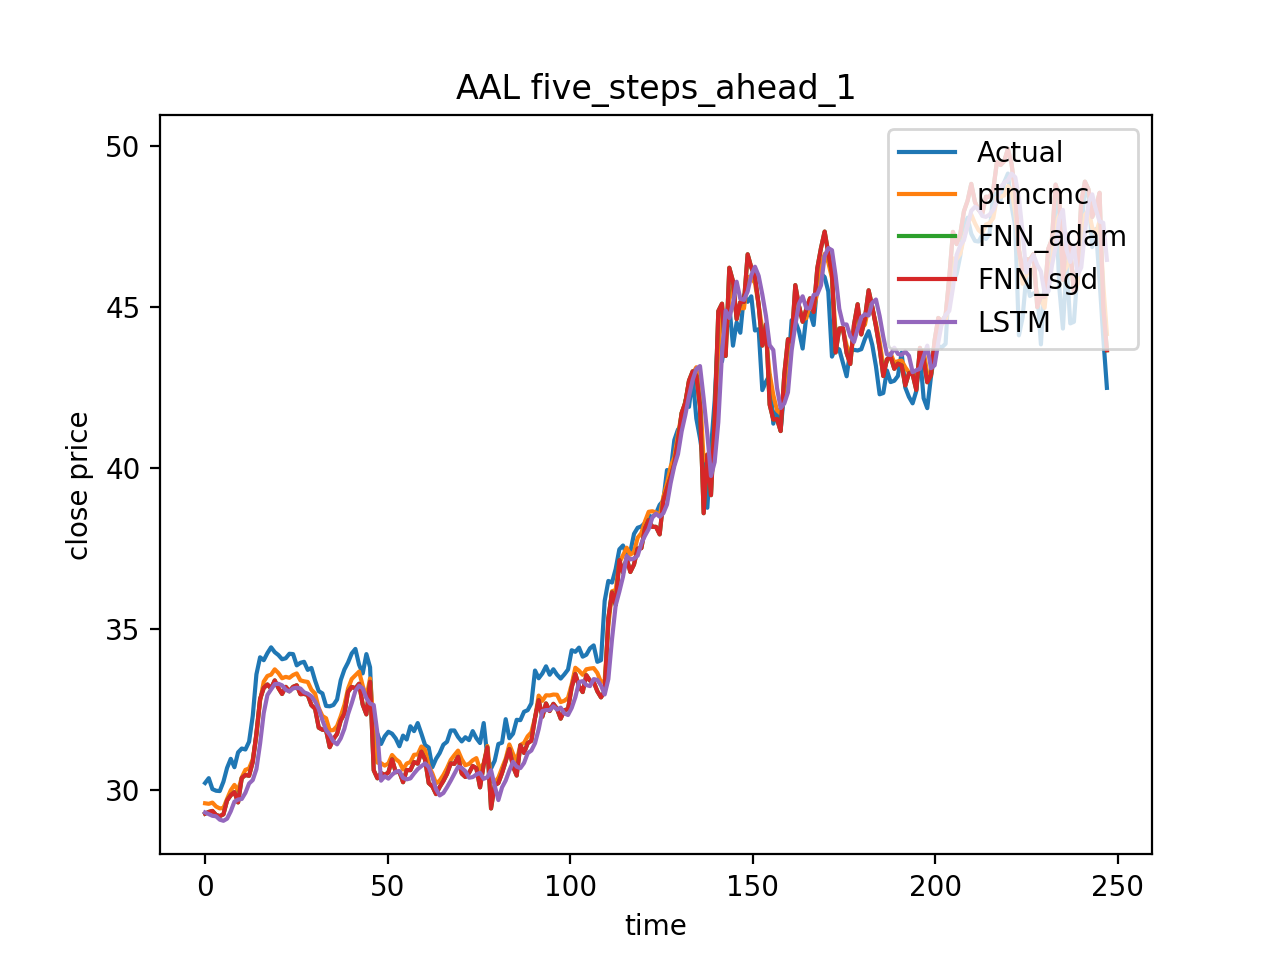 AAL five_steps_ahead_1
50
45
40
35
30
close price
0 50 100 150 200 250
time
Actual
ptmcmc
FNN_adam
FNN_sgd
LSTM